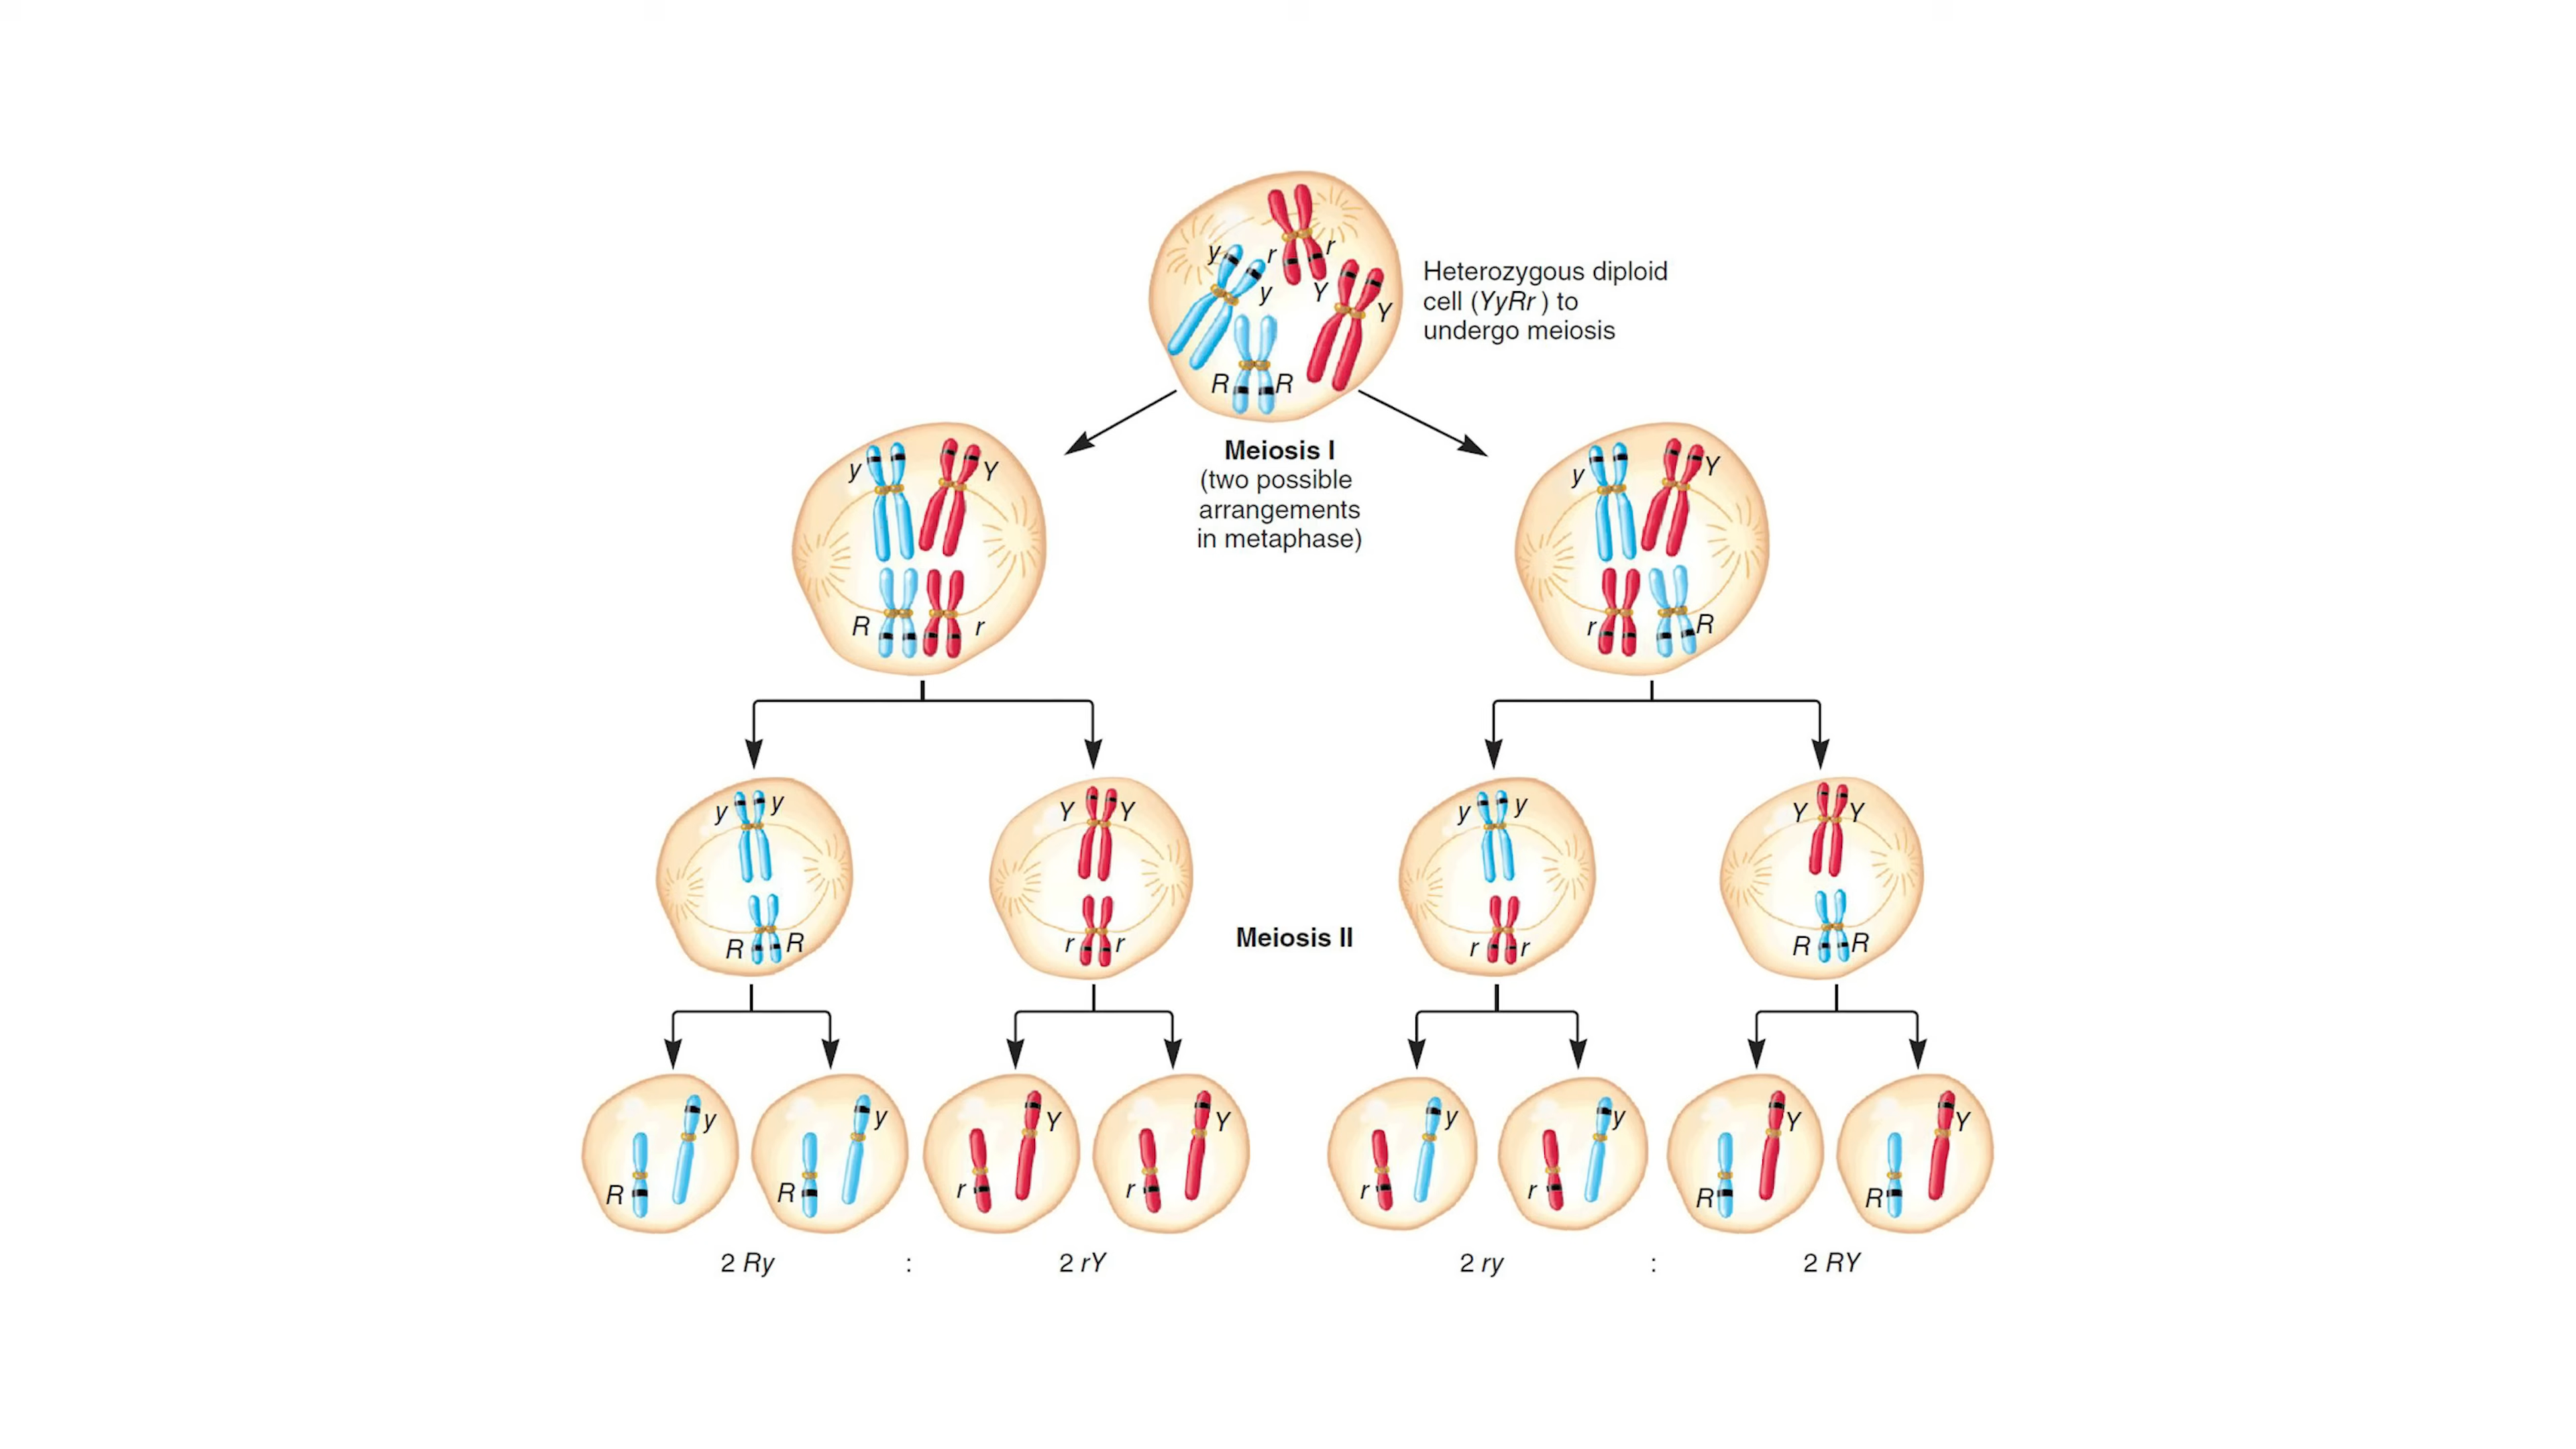 y
r
r
y
Y
Y
R
R
Heterozygous diploid
cell (YyRr ) to
undergo meiosis
Meiosis I
(two possible
arrangements
in metaphase)
y
Y
R
r
y
Y
r
R
y
y
R
R
Y
Y
r
r
Meiosis II
y
y
r
r
Y
Y
R
R
y
R
y
R
Y
r
Y
r
y
r
y
r
Y
R
Y
R
2 Ry : 2 rY
2 ry : 2 RY